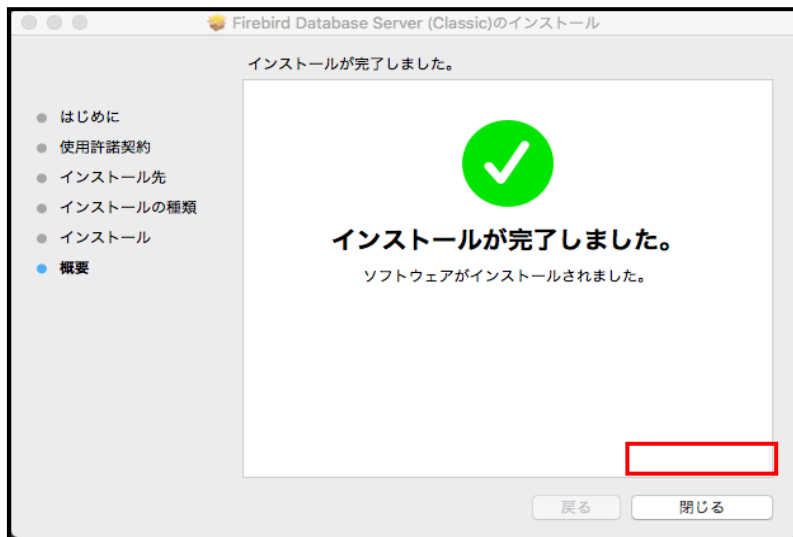 Firebird Database Server (Classic)のインストール
インストールが完了しました。
はじめに
使用許諾契約
インストール先
インストールの種類
インストール
概要
インストールが完了しました。
ソフトウェアがインストールされました。
戻る
閉じる